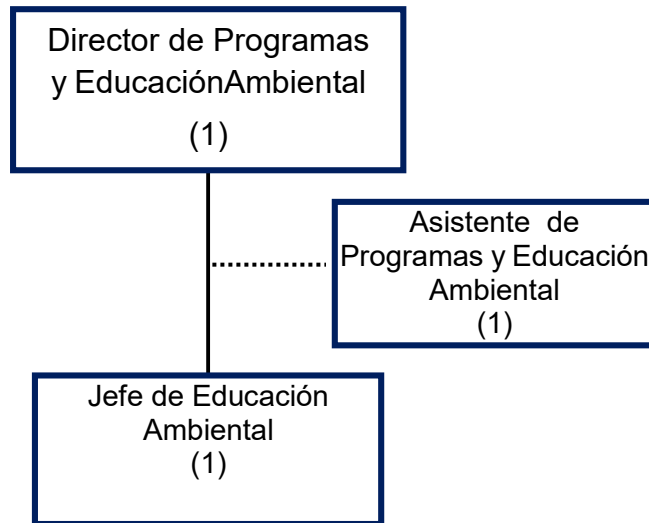 Director de Programas
y EducaciónAmbiental
(1)
Asistente de
Programas y Educación
Ambiental
(1)
Jefe de Educación
Ambiental
(1)